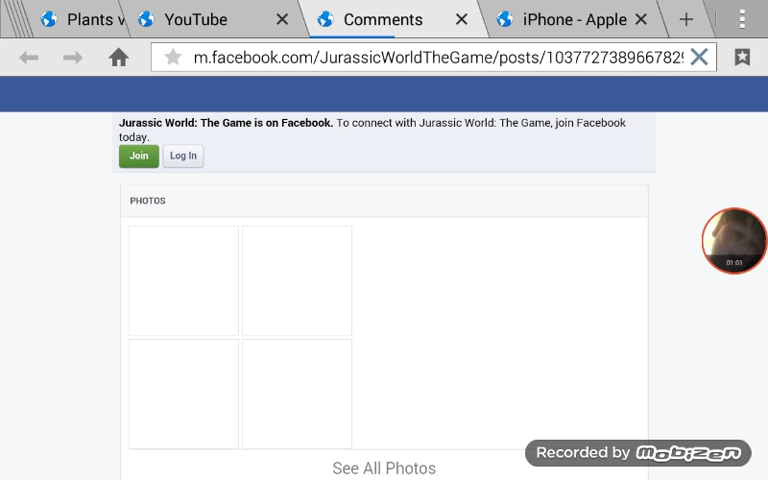 Plants v
YouTube
Comments
iPhone - Apple
m.facebook.com/JurassicWorldTheGame/posts/1037727389667829
Jurassic World: The Game is on Facebook. To connect with Jurassic World: The Game, join Facebook
today.
Join
Log In
PHOTOS
01:01
See All Photos
Recorded by Mobizen